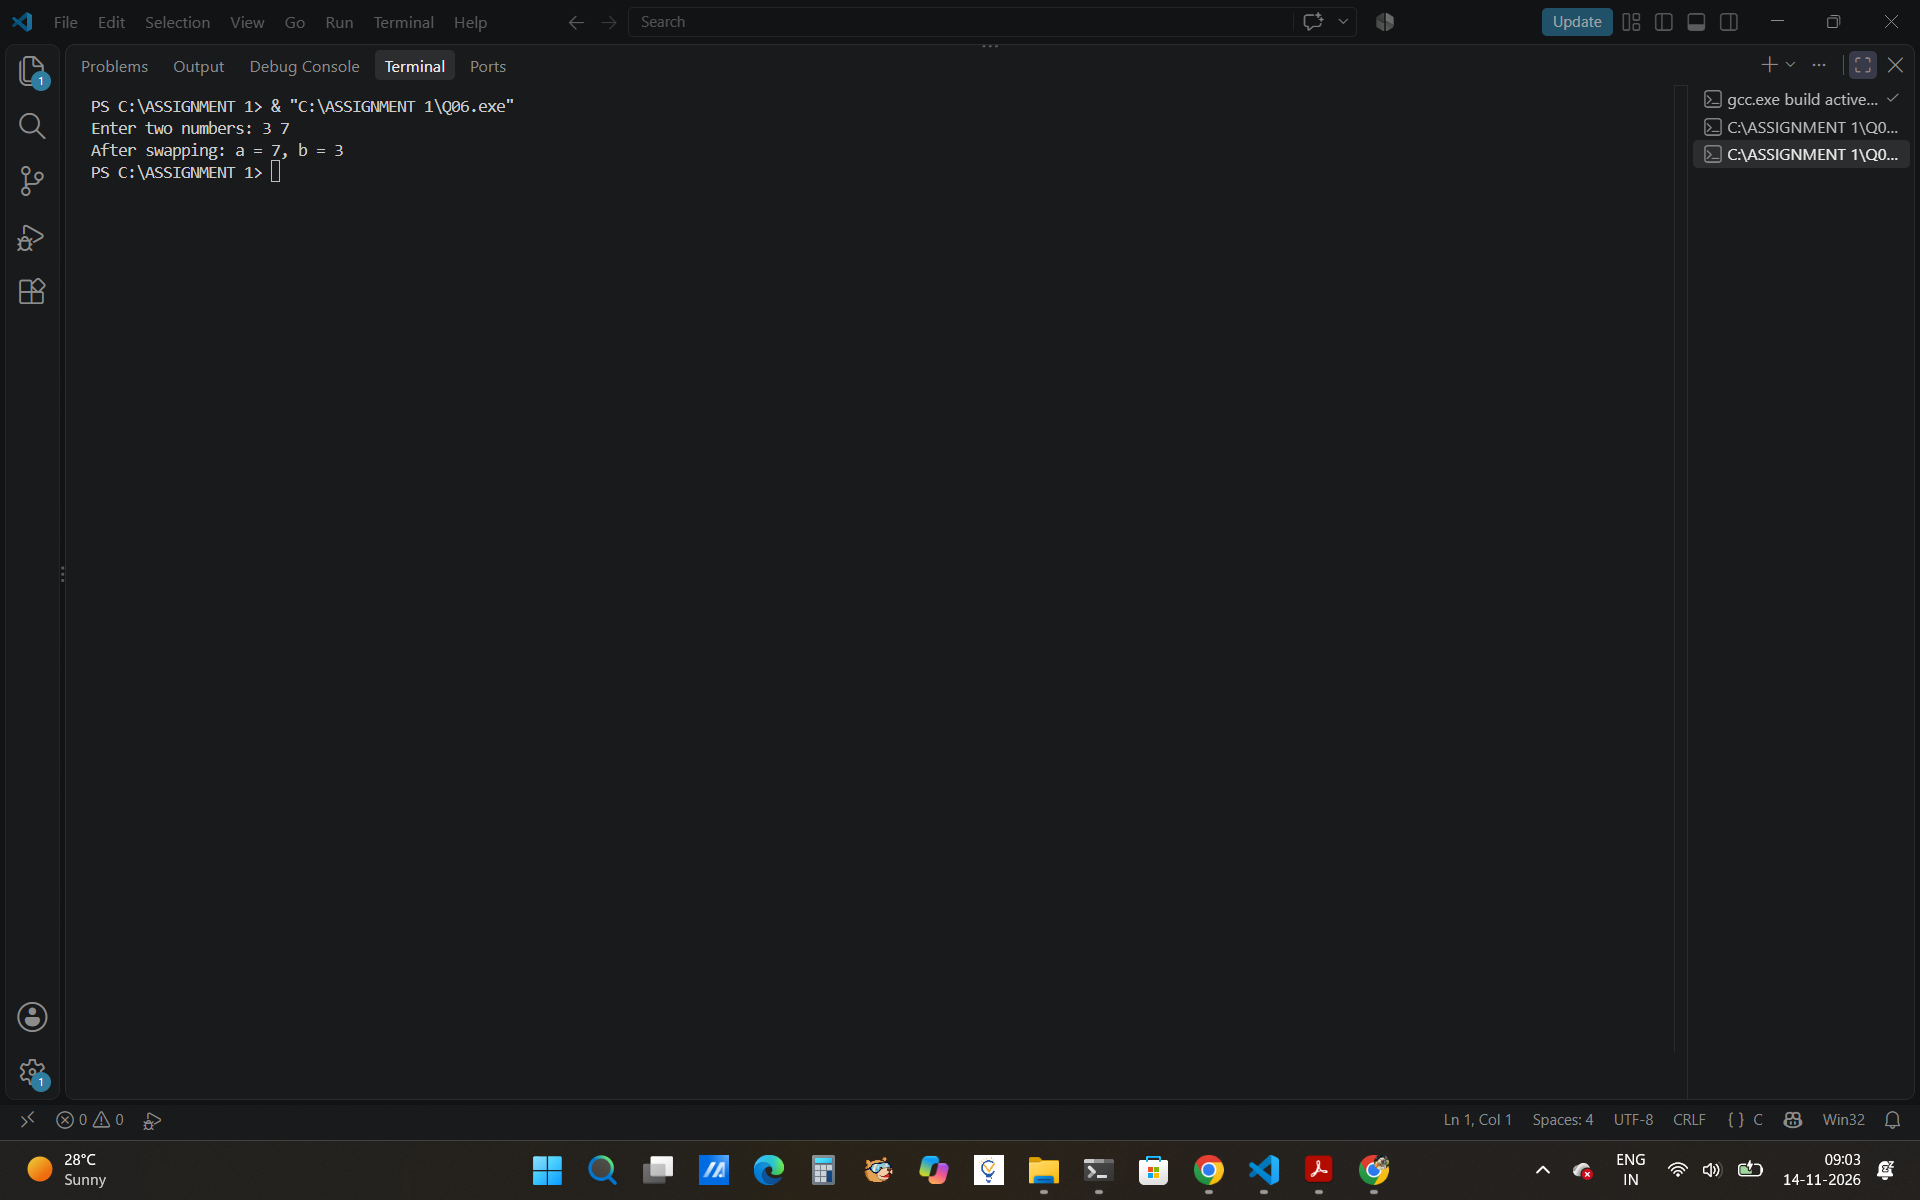 File Edit Selection View Go Run Terminal Help
Search
Update
Problems Output Debug Console Terminal Ports
1
PS C:\ASSIGNMENT 1> & "C:\ASSIGNMENT 1\Q06.exe"
Enter two numbers: 3 7
After swapping: a = 7, b = 3
PS C:\ASSIGNMENT 1>
gcc.exe build active...
C:\ASSIGNMENT 1\Q0...
C:\ASSIGNMENT 1\Q0...
1
0 0
Ln 1, Col 1 Spaces: 4 UTF-8 CRLF { } C Win32
28°C
Sunny
ENG
IN
09:03
14-11-2026